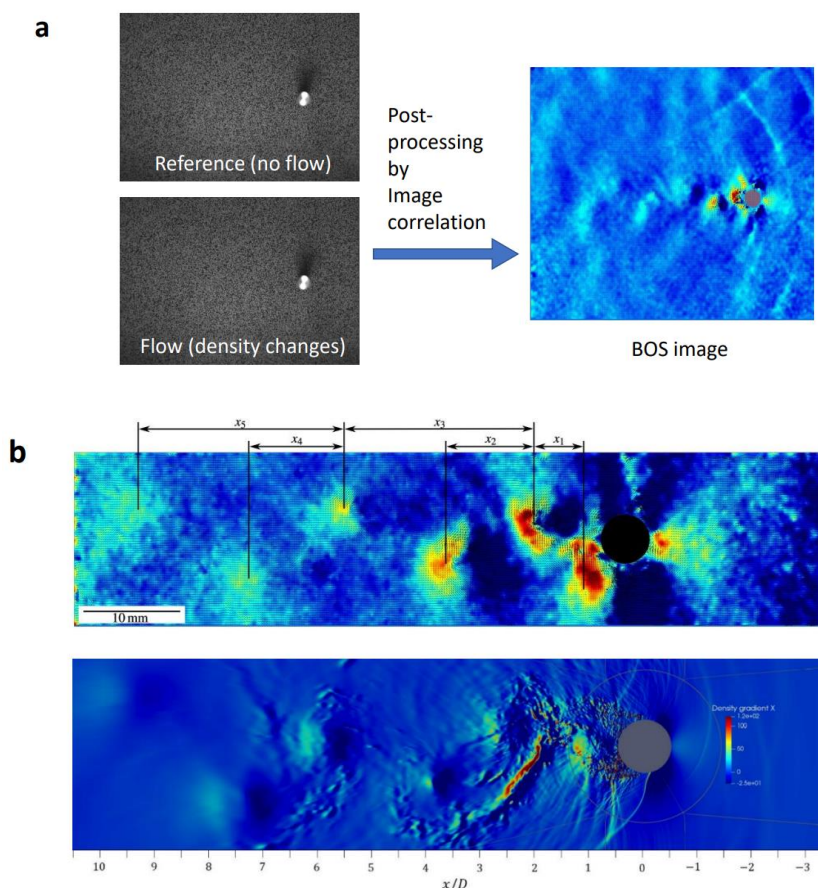 a
Reference (no flow)
Flow (density changes)
Post-
processing
by
Image
correlation
BOS image
b
x5 x3
x4 x2 x1
10 mm
Density gradient X
1.2e+02
100
50
0
-2.5e+01
10 9 8 7 6 5 4 3 2 1 0 −1 −2 −3
x/D